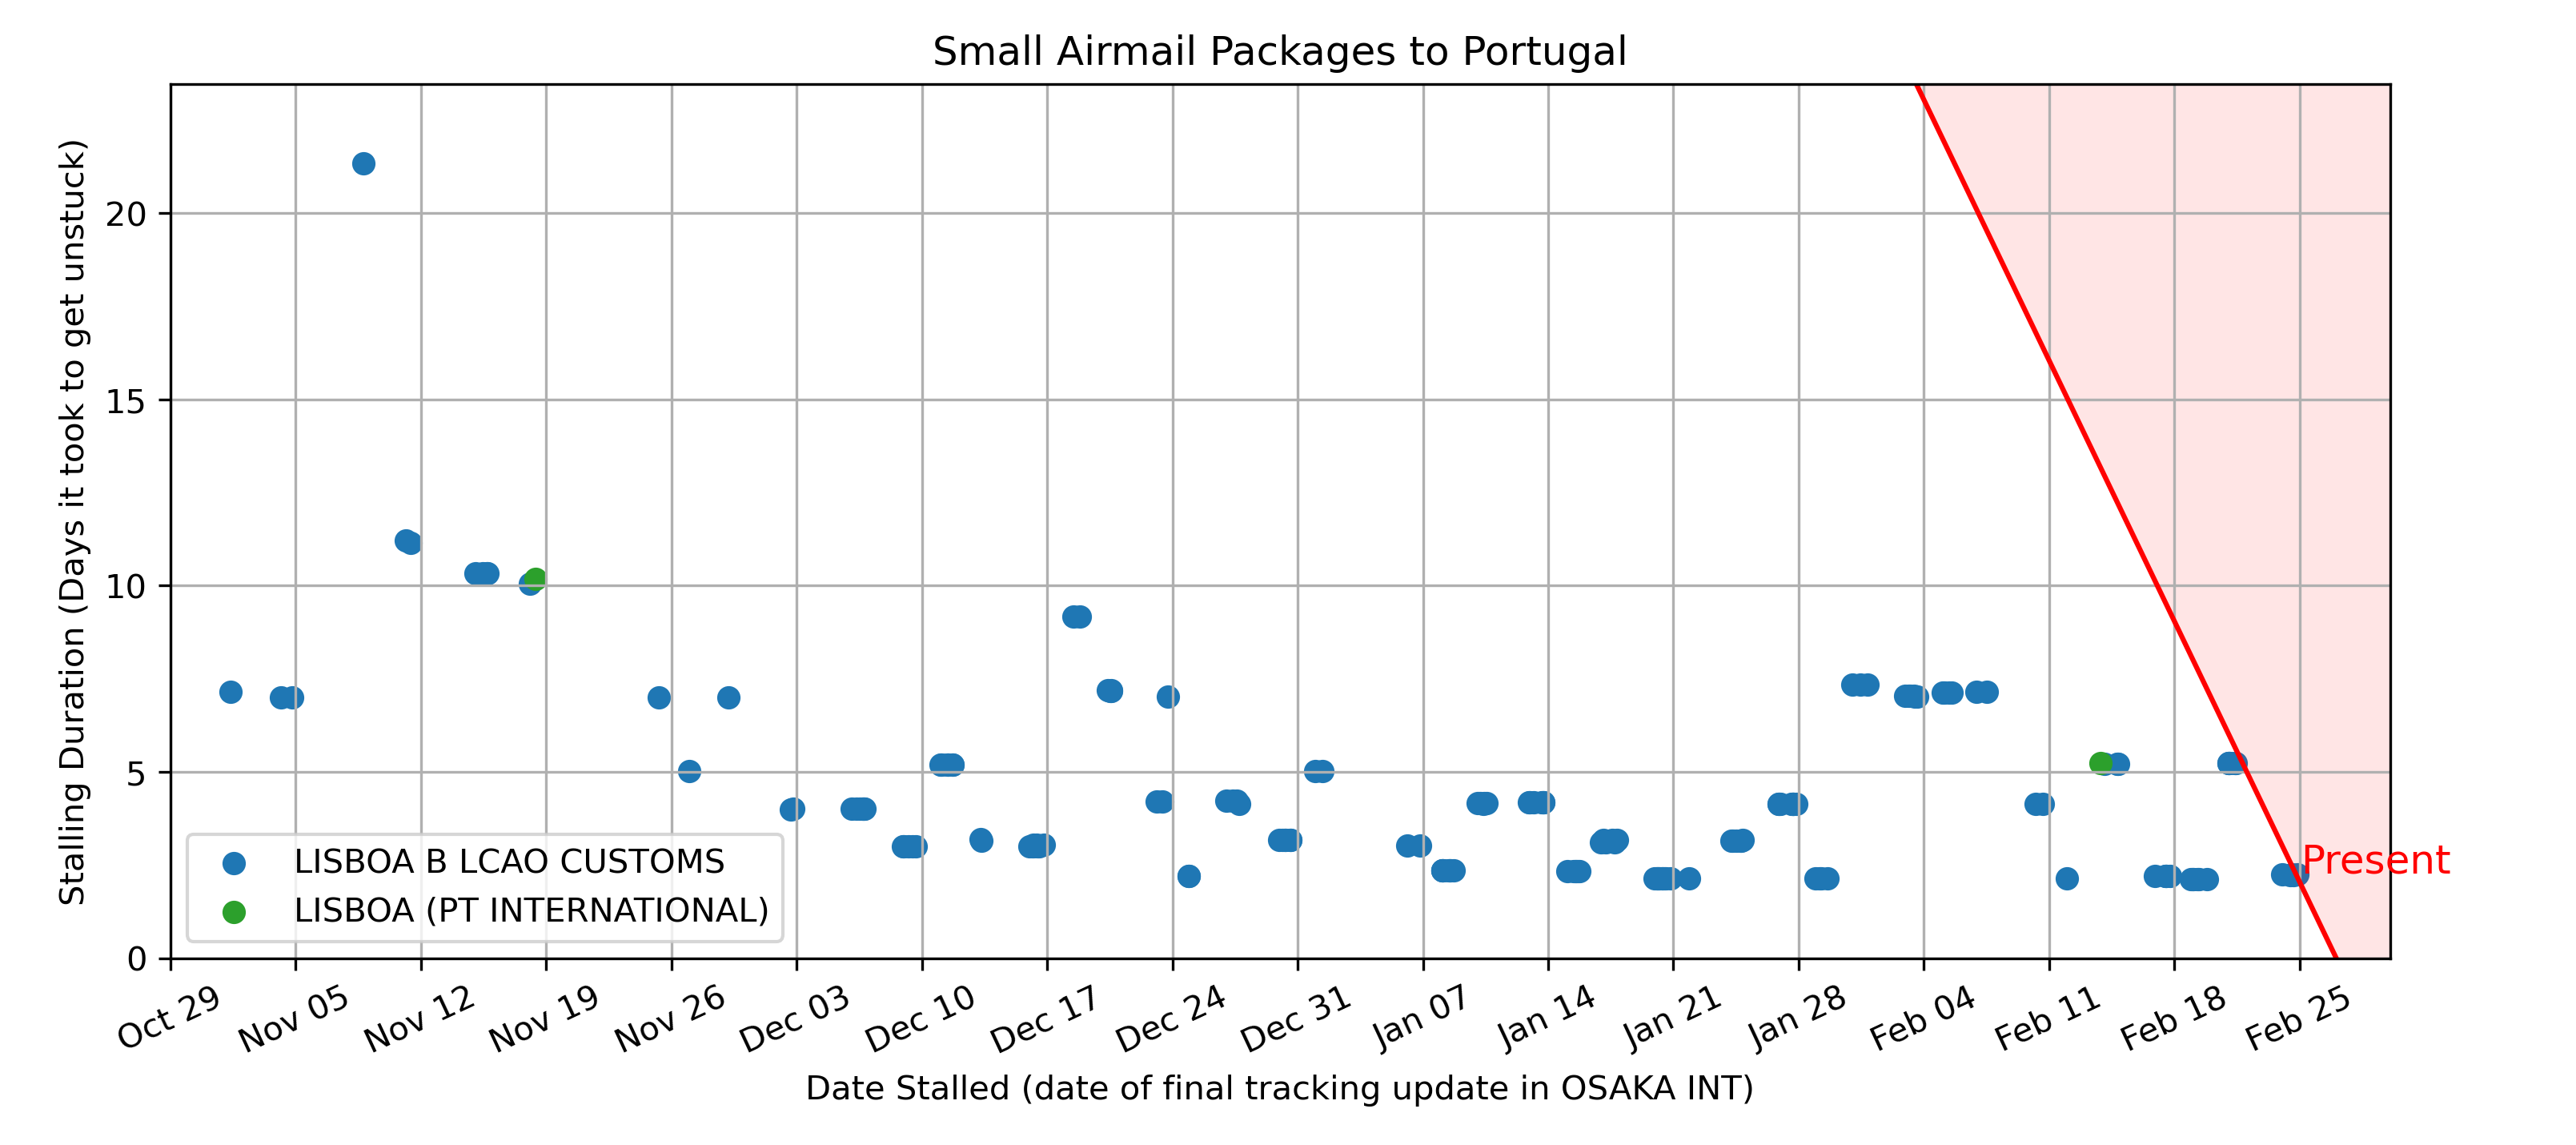 Small Airmail Packages to Portugal
Stalling Duration (Days it took to get unstuck)
20
15
10
5
0
Present
LISBOA B LCAO CUSTOMS
LISBOA (PT INTERNATIONAL)
Oct 29
Nov 05
Nov 12
Nov 19
Nov 26
Dec 03
Dec 10
Dec 17
Dec 24
Dec 31
Jan 07
Jan 14
Jan 21
Jan 28
Feb 04
Feb 11
Feb 18
Feb 25
Date Stalled (date of final tracking update in OSAKA INT)